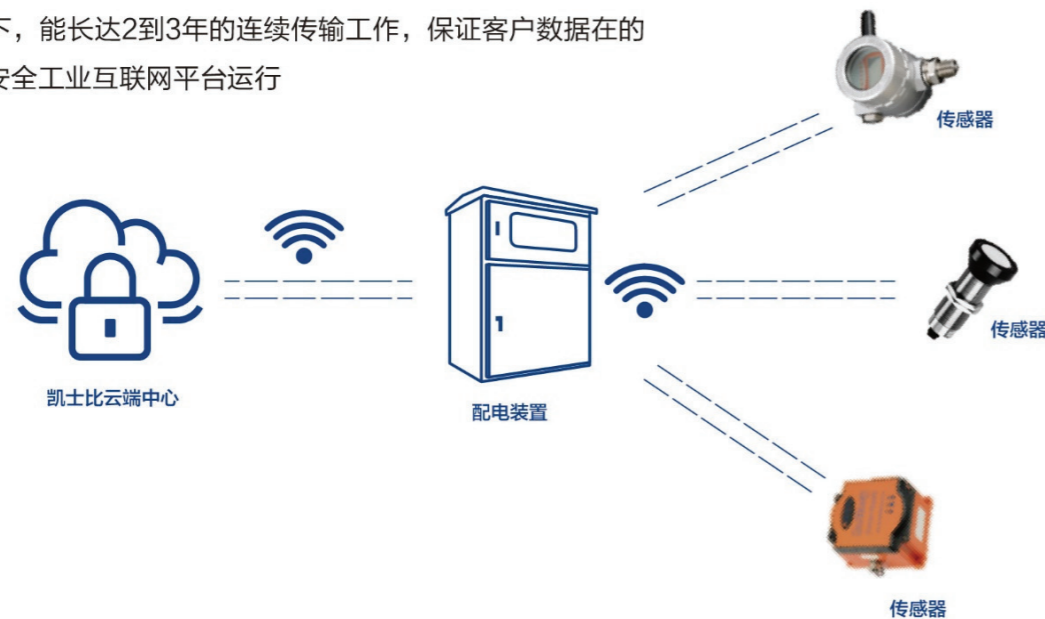 下，能长达2到3年的连续传输工作，保证客户数据在的
安全工业互联网平台运行
传感器
传感器
凯士比云端中心
配电装置
传感器